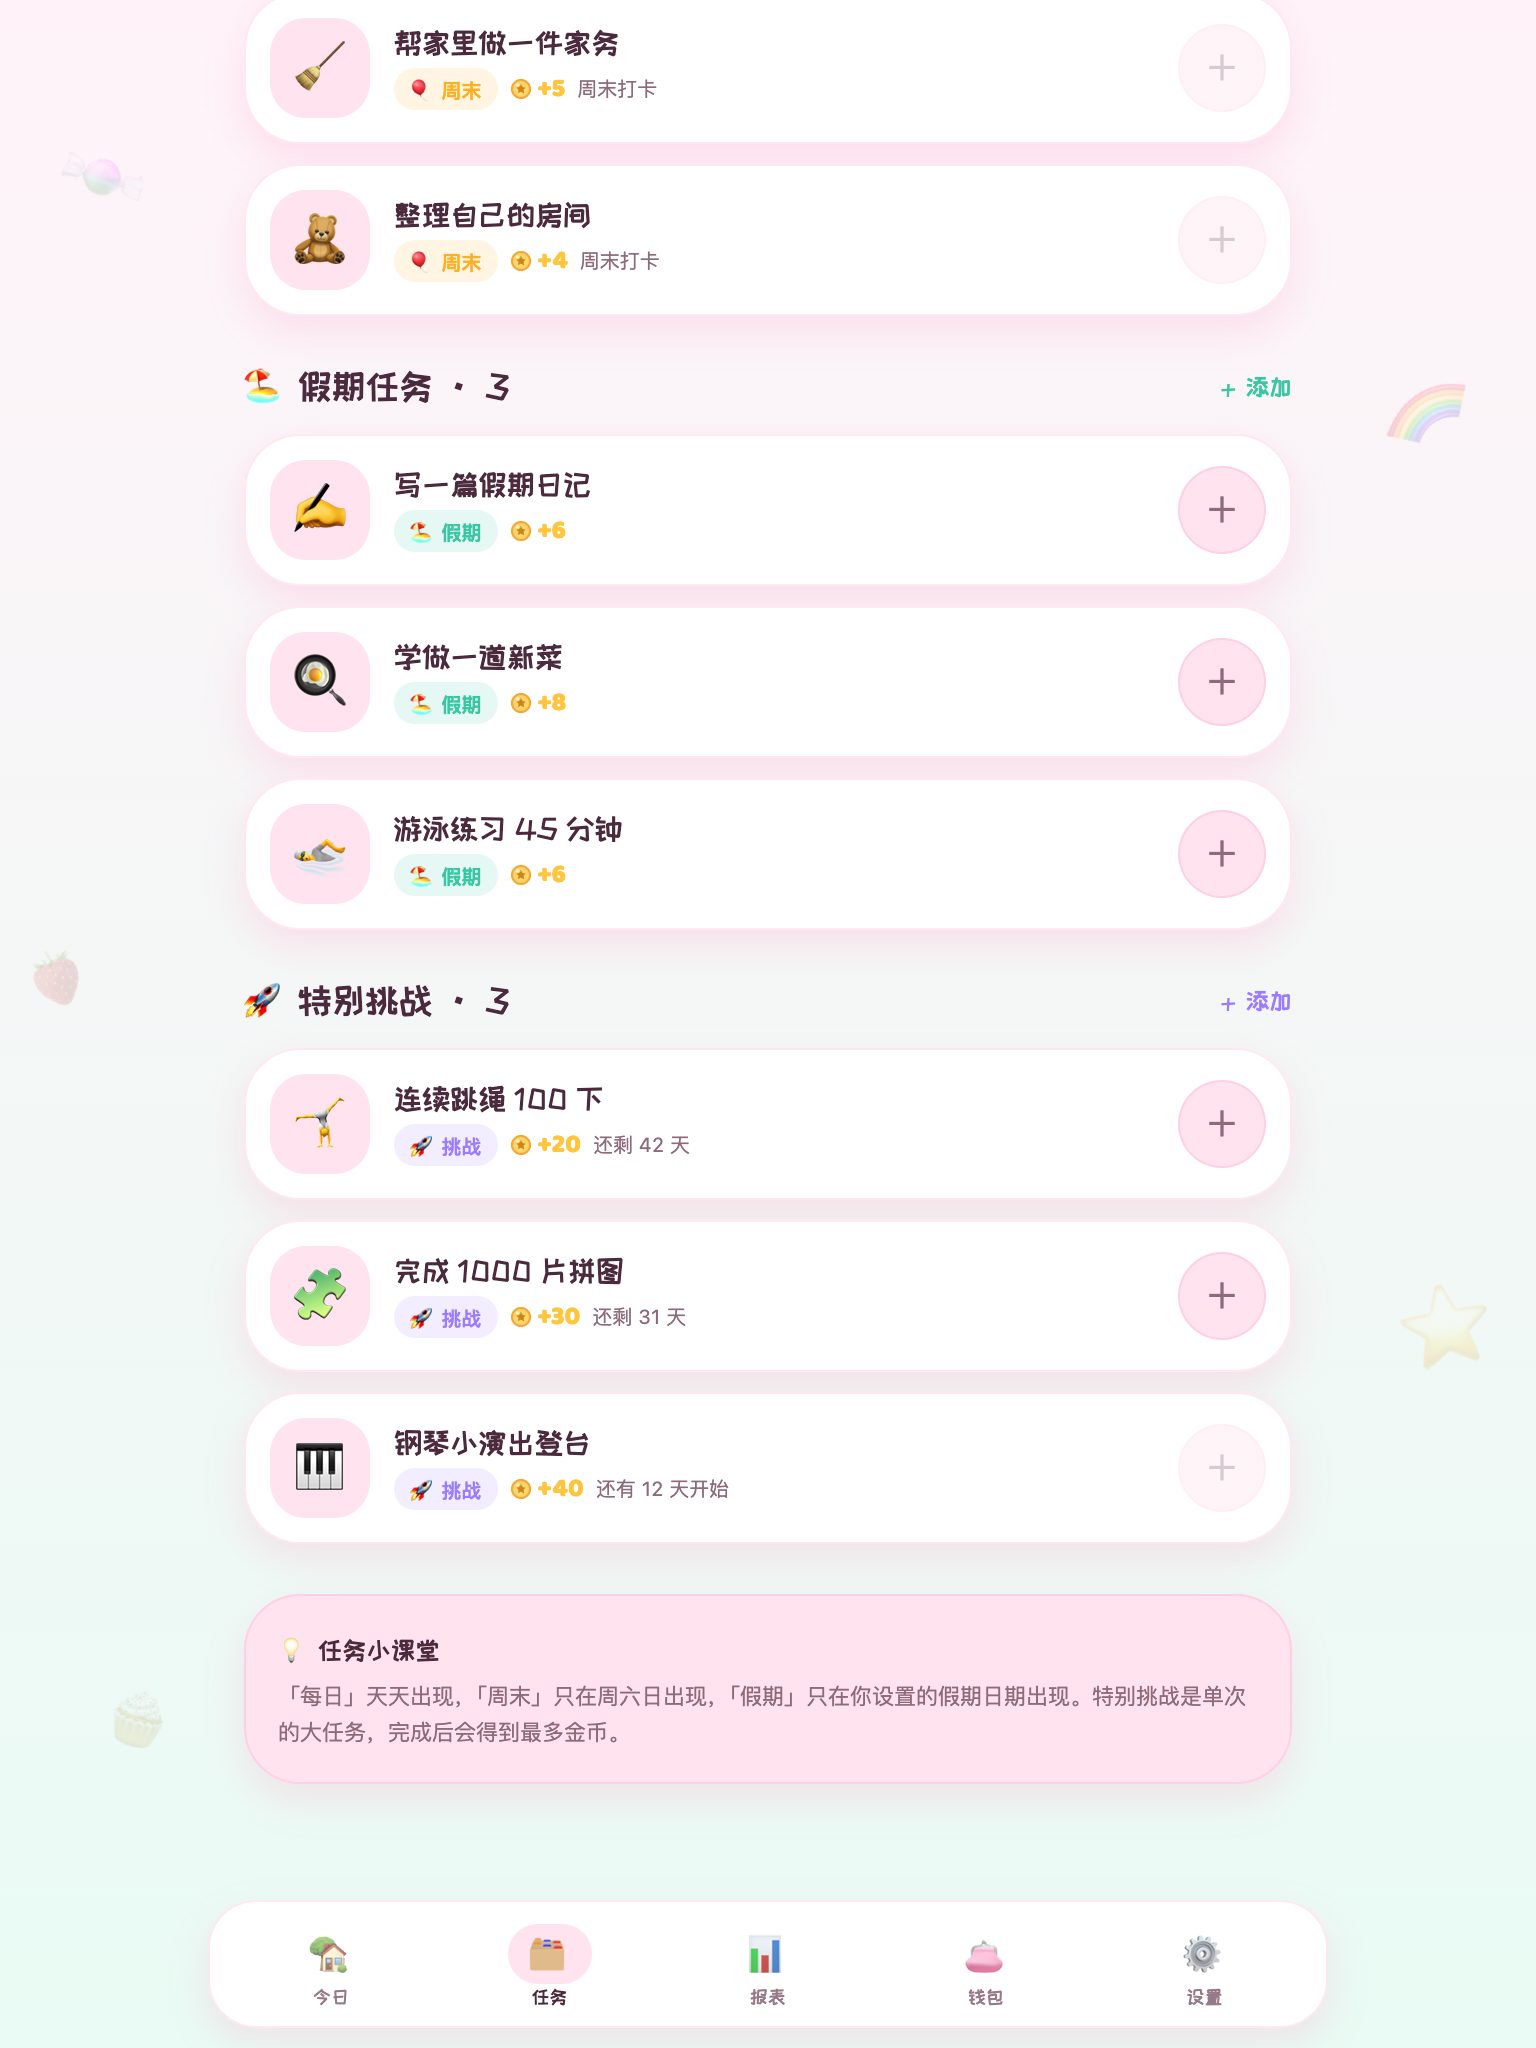 帮家里做一件家务
周末 +5 周末打卡
整理自己的房间
周末 +4 周末打卡
假期任务 · 3
+ 添加
写一篇假期日记
假期 +6
学做一道新菜
假期 +8
游泳练习 45 分钟
假期 +6
特别挑战 · 3
+ 添加
连续跳绳 100 下
挑战 +20 还剩 42 天
完成 1000 片拼图
挑战 +30 还剩 31 天
钢琴小演出登台
挑战 +40 还有 12 天开始
任务小课堂
「每日」天天出现，「周末」只在周六日出现，「假期」只在你设置的假期日期出现。特别挑战是单次
的大任务，完成后会得到最多金币。
今日 任务 报表 钱包 设置